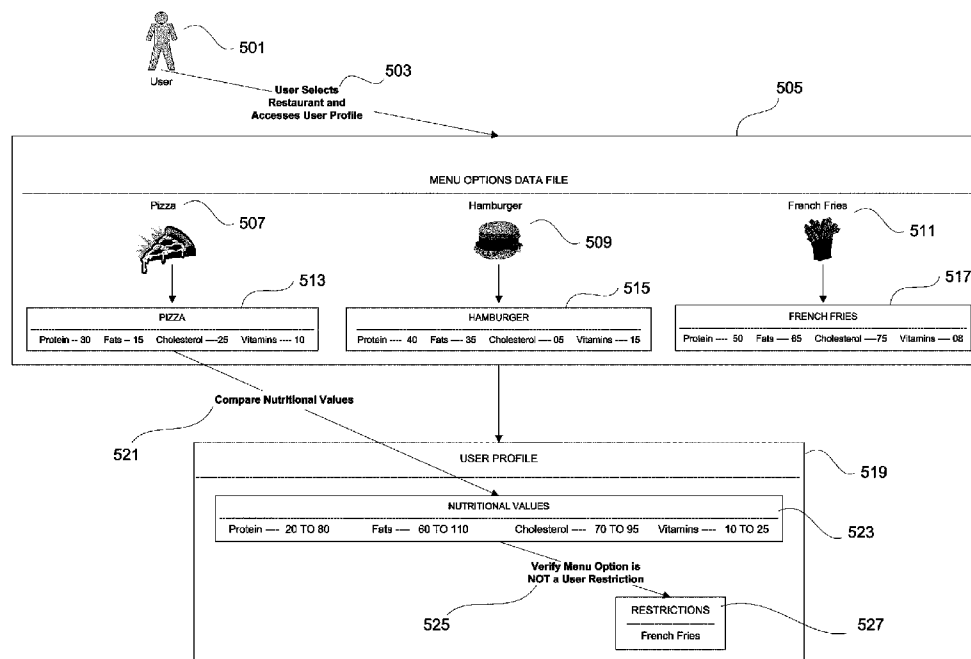 501
User
503
User Selects
Restaurant and
Accesses User Profile
505
MENU OPTIONS DATA FILE
Pizza
507
Hamburger
509
French Fries
511
513
PIZZA
Protein -- 30 Fats -- 15 Cholesterol ----25 Vitamins ---- 10
515
HAMBURGER
Protein ---- 40 Fats ---- 35 Cholesterol ---- 05 Vitamins ---- 15
517
FRENCH FRIES
Protein ---- 50 Fats ---- 65 Cholesterol ----75 Vitamins ---- 08
Compare Nutritional Values
521
USER PROFILE
519
NUTRITIONAL VALUES
Protein ---- 20 TO 80 Fats ---- 60 TO 110 Cholesterol ---- 70 TO 95 Vitamins ---- 10 TO 25
523
Verify Menu Option is
NOT a User Restriction
525
RESTRICTIONS
French Fries
527